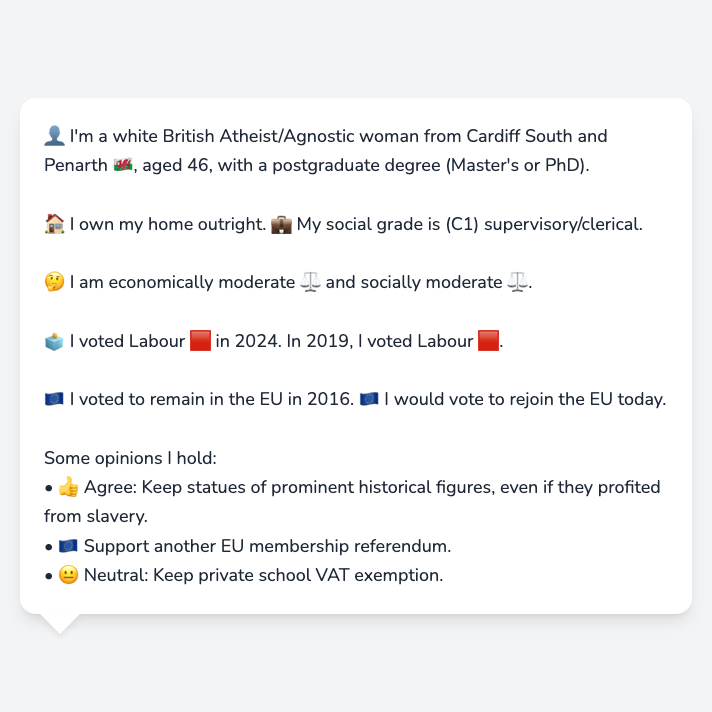 👤 I'm a white British Atheist/Agnostic woman from Cardiff South and
Penarth 🏴󠁧󠁢󠁷󠁬󠁳󠁿, aged 46, with a postgraduate degree (Master's or PhD).
🏠 I own my home outright. 💼 My social grade is (C1) supervisory/clerical.
🤔 I am economically moderate ⚖️ and socially moderate ⚖️.
🗳️ I voted Labour 🟥 in 2024. In 2019, I voted Labour 🟥.
🇪🇺 I voted to remain in the EU in 2016. 🇪🇺 I would vote to rejoin the EU today.
Some opinions I hold:
• 👍 Agree: Keep statues of prominent historical figures, even if they profited
from slavery.
• 🇪🇺 Support another EU membership referendum.
• 😐 Neutral: Keep private school VAT exemption.